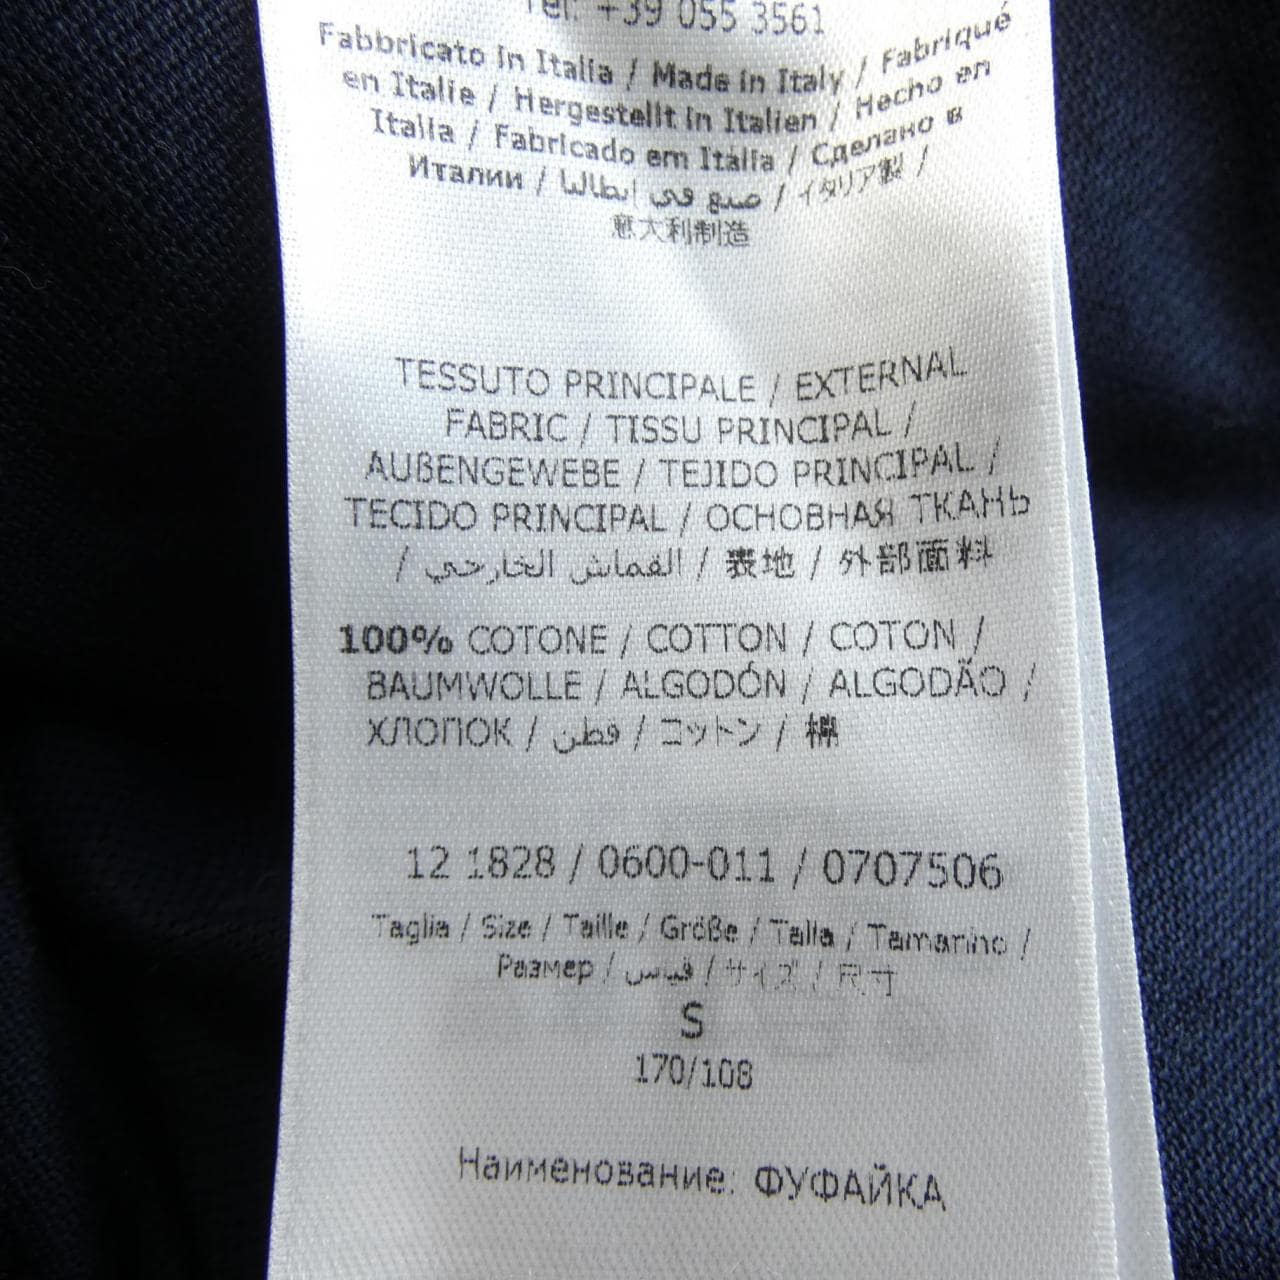 Tel. +39 055 3561
Fabbricato in Italia / Made in Italy / Fabriqué
en Italie / Hergestellt in Italien / Hecho en
Italia / Fabricado em Itália / Сделано в
Италии / صنع في إيطاليا / イタリア製 /
意大利制造
TESSUTO PRINCIPALE / EXTERNAL
FABRIC / TISSU PRINCIPAL /
AUßENGEWEBE / TEJIDO PRINCIPAL /
TECIDO PRINCIPAL / ОСНОВНАЯ ТКАНЬ
/ القماش الخارجي / 表地 / 外部面料
100% COTONE / COTTON / COTON /
BAUMWOLLE / ALGODÓN / ALGODÃO /
ХЛОПОК / قطن / コットン / 棉
12 1828 / 0600-011 / 0707506
Taglia / Size / Taille / Größe / Talla / Tamanho /
Размер / قياس / サイズ / 尺寸
S
170/108
Наименование: ФУФАЙКА